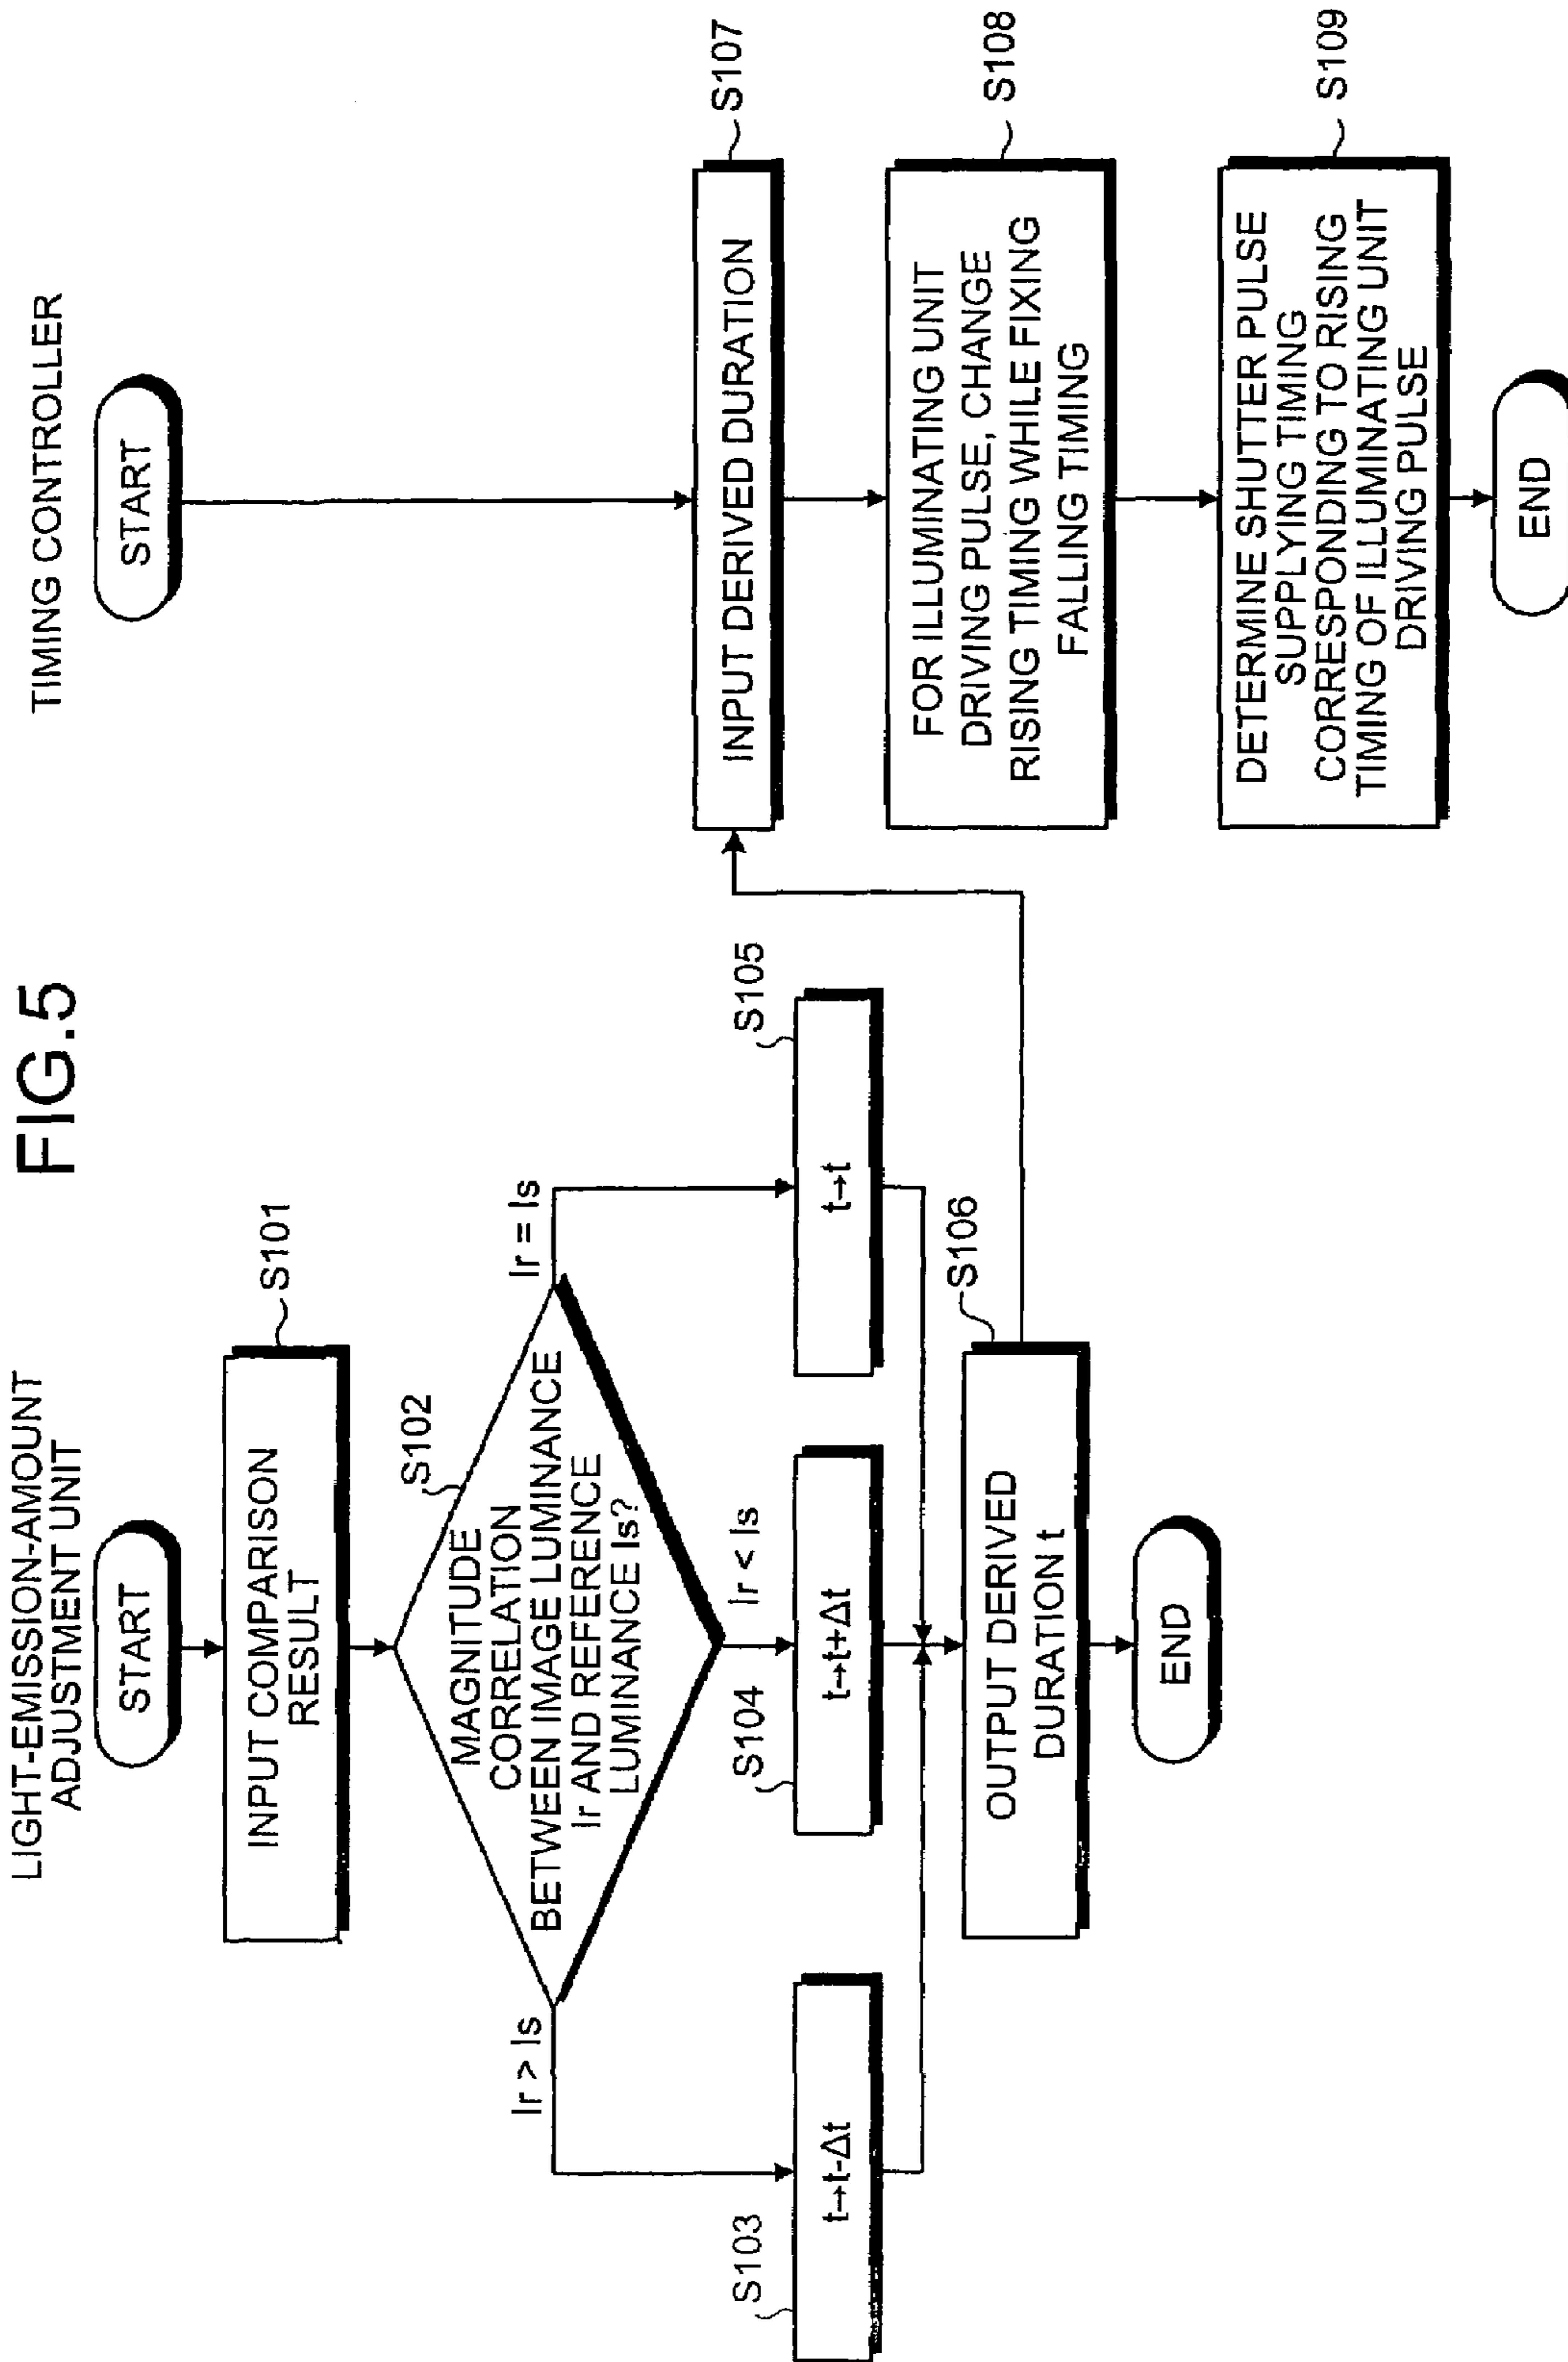 FIG.5
LIGHT-EMISSION-AMOUNT
ADJUSTMENT UNIT
START
INPUT COMPARISON
RESULT
S101
S102
MAGNITUDE
CORRELATION
BETWEEN IMAGE LUMINANCE
Ir AND REFERENCE
LUMINANCE Is?
Ir > Is
Ir < Is
Ir = Is
S103
t→t-Δt
S104
t→t+Δt
S105
t→t
S106
OUTPUT DERIVED
DURATION t
END
TIMING CONTROLLER
START
INPUT DERIVED DURATION
S107
FOR ILLUMINATING UNIT
DRIVING PULSE, CHANGE
RISING TIMING WHILE FIXING
FALLING TIMING
S108
DETERMINE SHUTTER PULSE
SUPPLYING TIMING
CORRESPONDING TO RISING
TIMING OF ILLUMINATING UNIT
DRIVING PULSE
S109
END